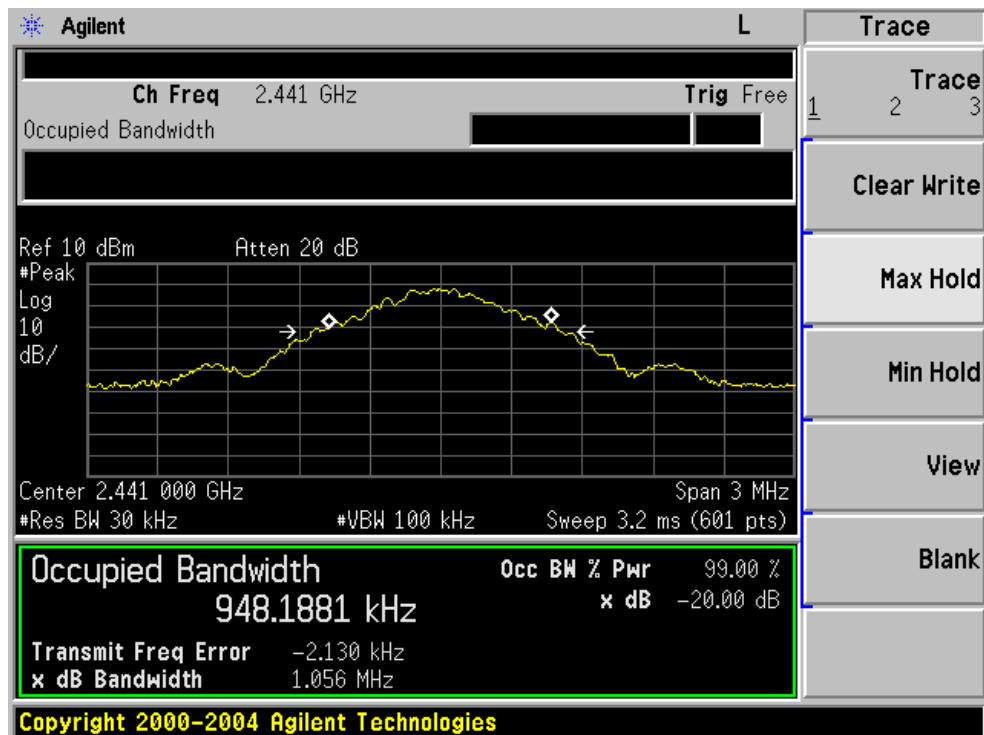 Agilent L Trace
Ch Freq 2.441 GHz Trig Free
Occupied Bandwidth
Trace
1 2 3
Clear Write
Max Hold
Min Hold
View
Blank
Ref 10 dBm Atten 20 dB
#Peak
Log
10
dB/
Center 2.441 000 GHz Span 3 MHz
#Res BW 30 kHz #VBW 100 kHz Sweep 3.2 ms (601 pts)
Occupied Bandwidth Occ BW % Pwr 99.00 %
948.1881 kHz x dB -20.00 dB
Transmit Freq Error -2.130 kHz
x dB Bandwidth 1.056 MHz
Copyright 2000-2004 Agilent Technologies